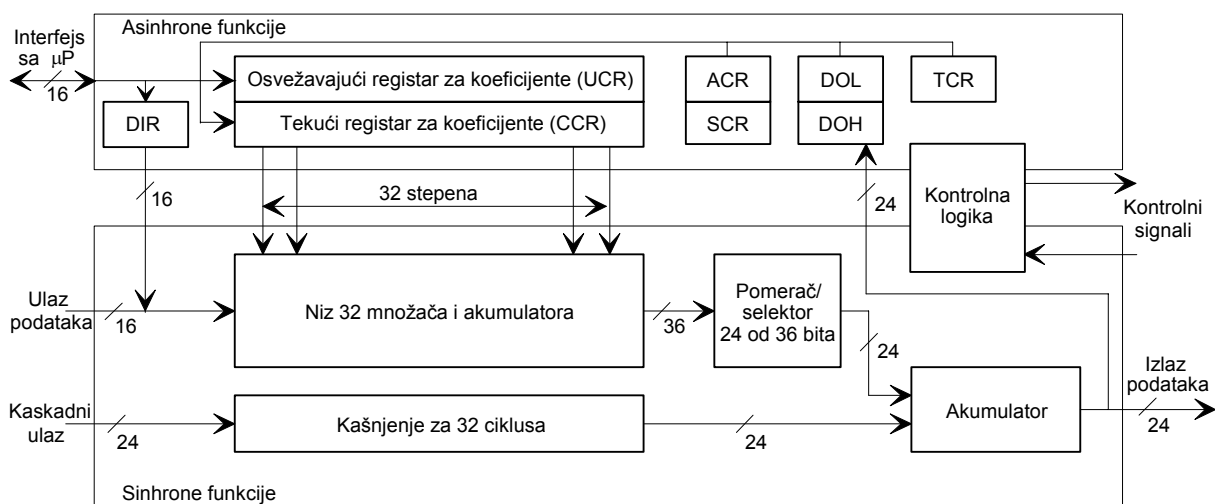 Asinhrone funkcije
Interfejs
sa μP
16
Osvežavajući registar za koeficijente (UCR)
ACR
DOL
TCR
DIR
Tekući registar za koeficijente (CCR)
SCR
DOH
16
32 stepena
24
Kontrolna
logika
Kontrolni
signali
Ulaz
podataka
16
Niz 32 množača i akumulatora
36
Pomerač/
selektor
24 od 36 bita
24
Kaskadni
ulaz
24
Kašnjenje za 32 ciklusa
24
Akumulator
Izlaz
podataka
24
Sinhrone funkcije